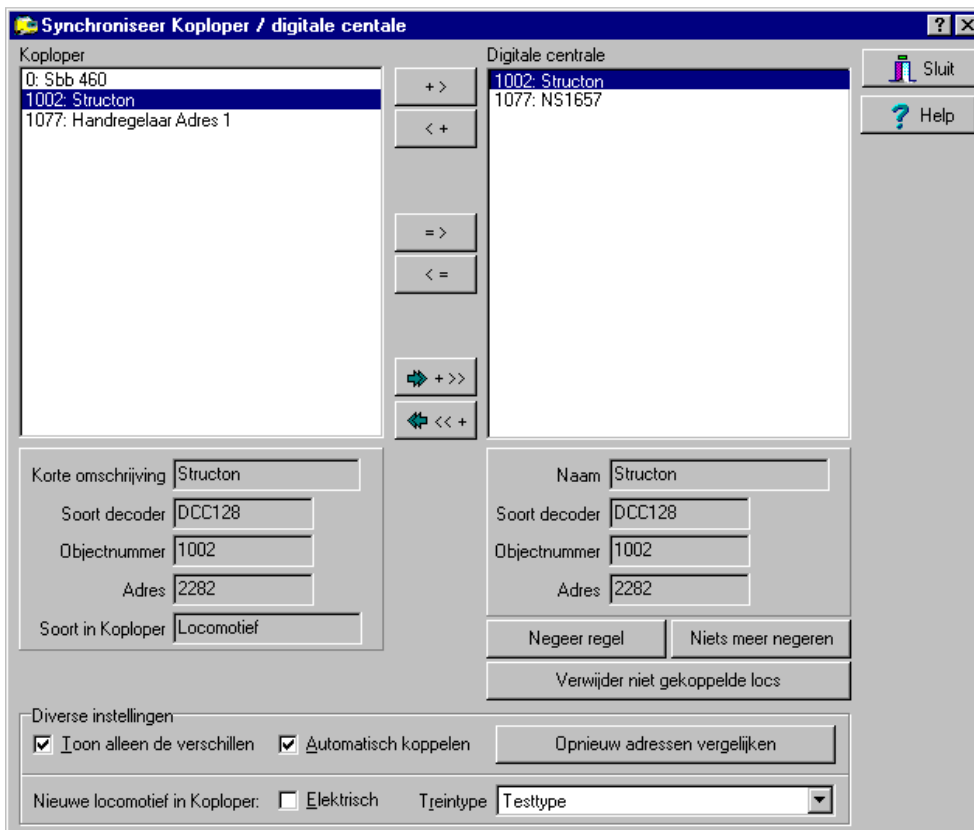 Synchroniseer Koploper / digitale centale
Koploper
0: Sbb 460
1002: Structon
1077: Handregelaar Adres 1
+ >
< +
= >
< =
+ >>
<< +
Digitale centrale
1002: Structon
1077: NS1657
Sluit
? Help
Korte omschrijving Structon
Soort decoder DCC128
Objectnummer 1002
Adres 2282
Soort in Koploper Locomotief
Naam Structon
Soort decoder DCC128
Objectnummer 1002
Adres 2282
Negeer regel Niets meer negeren
Verwijder niet gekoppelde locs
Diverse instellingen
Toon alleen de verschillen Automatisch koppelen Opnieuw adressen vergelijken
Nieuwe locomotief in Koploper: Elektrisch Treintype Testtype